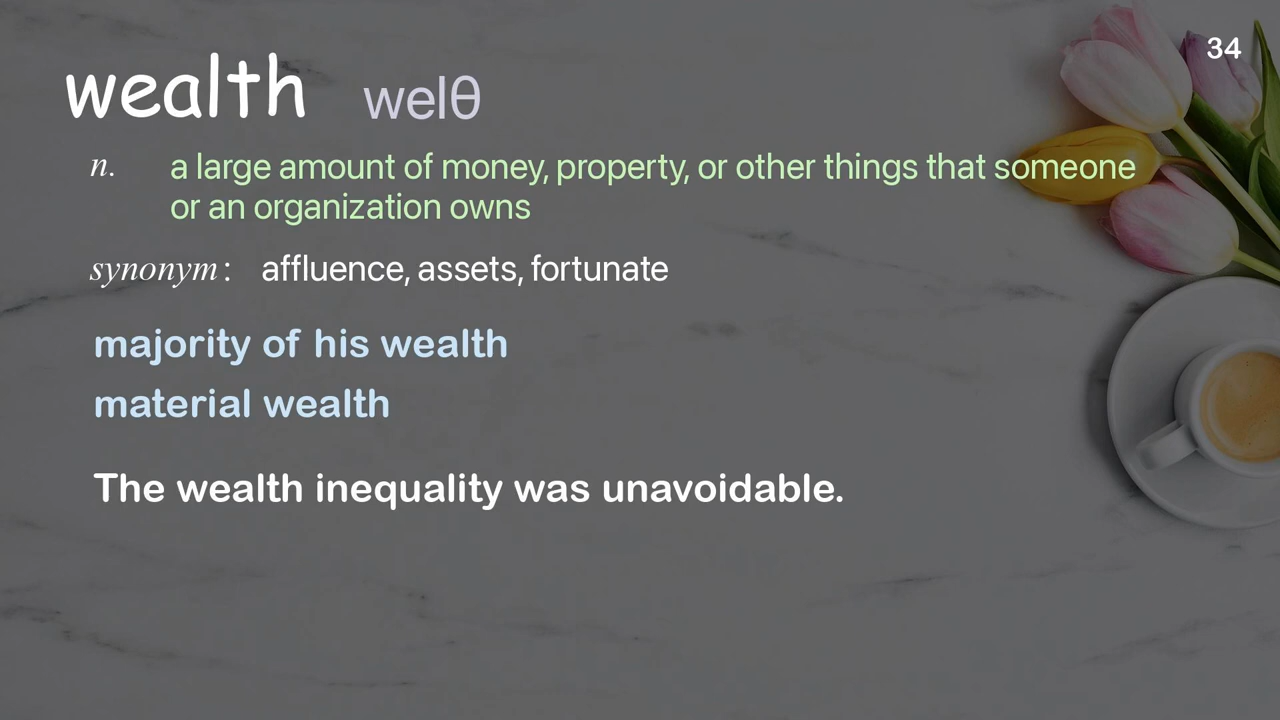 34
wealth welθ
n. a large amount of money, property, or other things that someone
or an organization owns
synonym: affluence, assets, fortunate
majority of his wealth
material wealth
The wealth inequality was unavoidable.